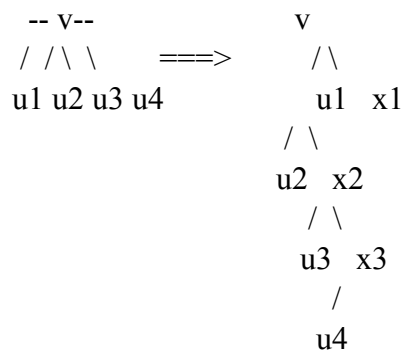 -- v--                v
/ / \ \    ===>    / \
u1 u2 u3 u4        u1 x1
/ \
u2 x2
/ \
u3 x3
/
u4